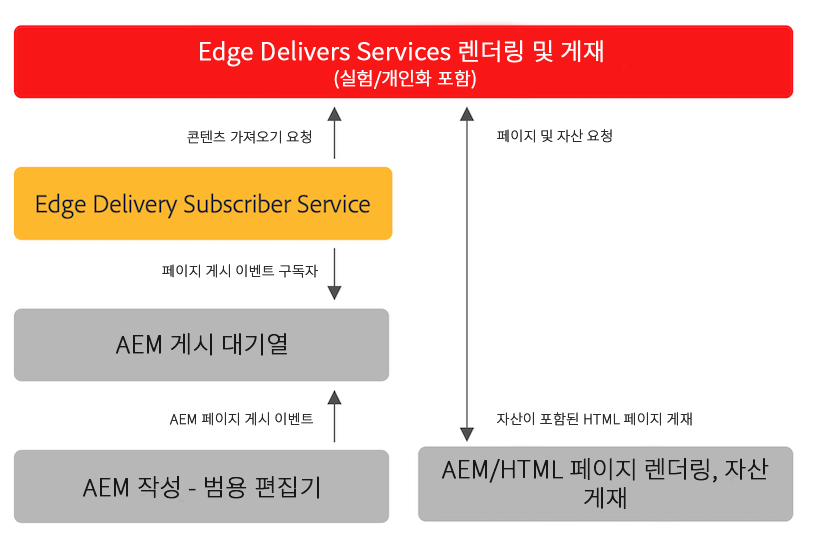 Edge Delivers Services 렌더링 및 게재
(실험/개인화 포함)
콘텐츠 가져오기 요청
페이지 및 자산 요청
Edge Delivery Subscriber Service
페이지 게시 이벤트 구독자
AEM 게시 대기열
AEM 페이지 게시 이벤트
자산이 포함된 HTML 페이지 게재
AEM 작성 - 범용 편집기
AEM/HTML 페이지 렌더링, 자산
게재